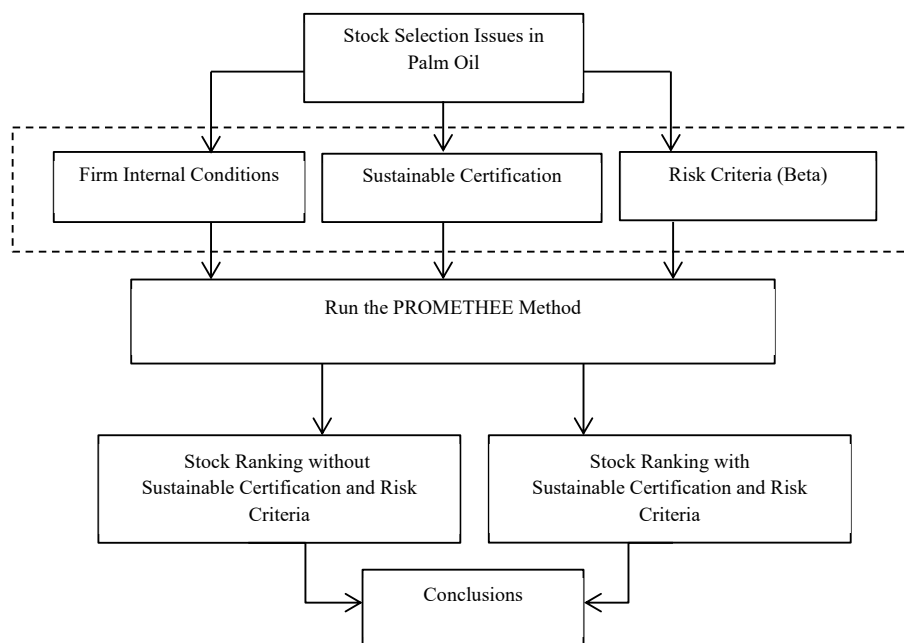 Stock Selection Issues in
Palm Oil
Firm Internal Conditions
Sustainable Certification
Risk Criteria (Beta)
Run the PROMETHEE Method
Stock Ranking without
Sustainable Certification and Risk
Criteria
Stock Ranking with
Sustainable Certification and Risk
Criteria
Conclusions